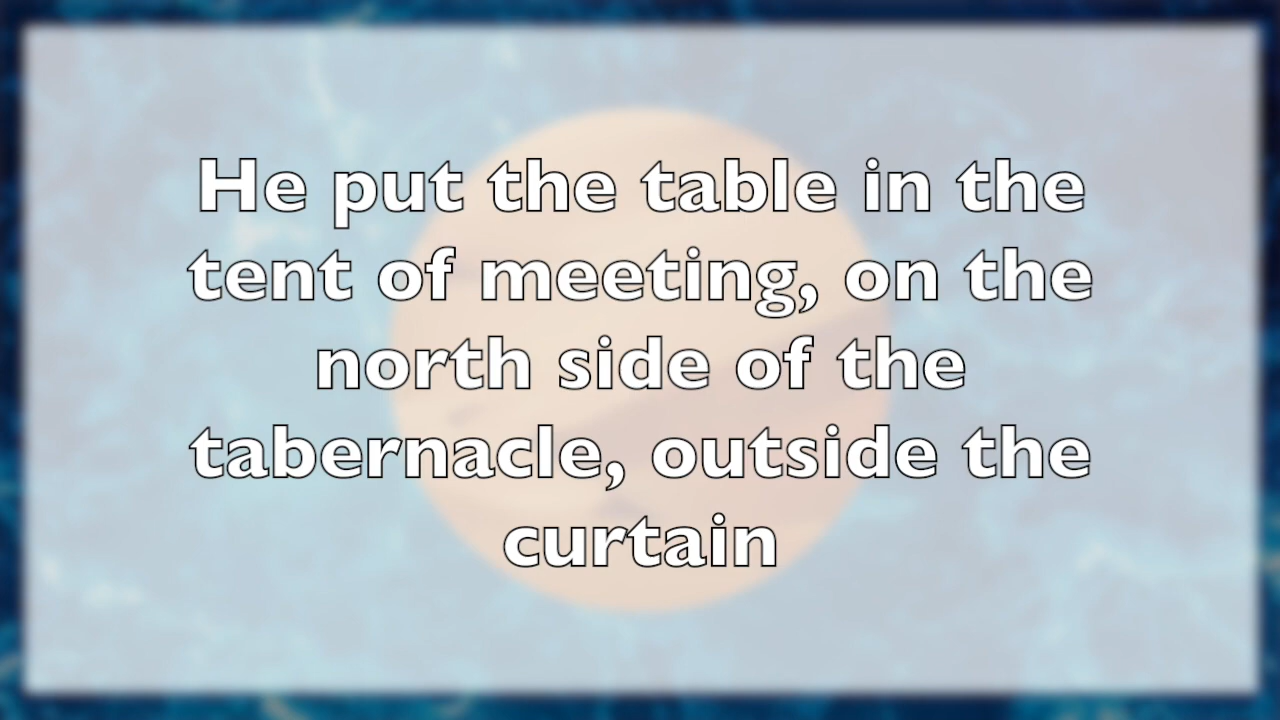 He put the table in the
tent of meeting, on the
north side of the
tabernacle, outside the
curtain